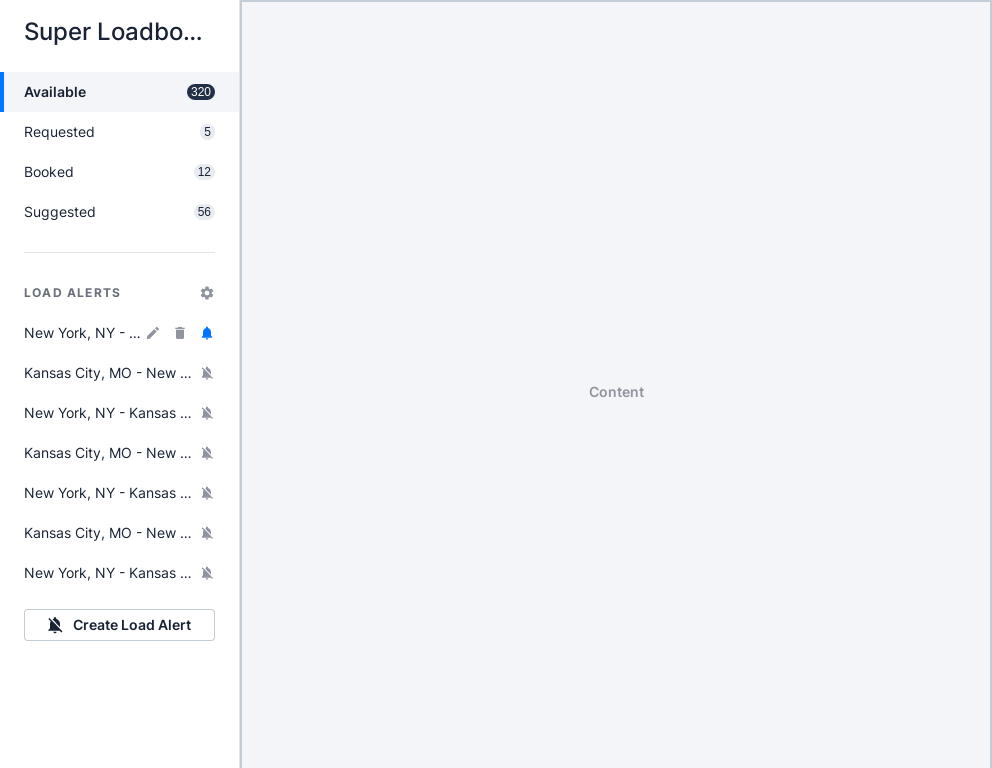 Super Loadbo...
Available 320
Requested 5
Booked 12
Suggested 56
LOAD ALERTS
New York, NY - ...
Kansas City, MO - New ...
New York, NY - Kansas ...
Kansas City, MO - New ...
New York, NY - Kansas ...
Kansas City, MO - New ...
New York, NY - Kansas ...
Create Load Alert
Content